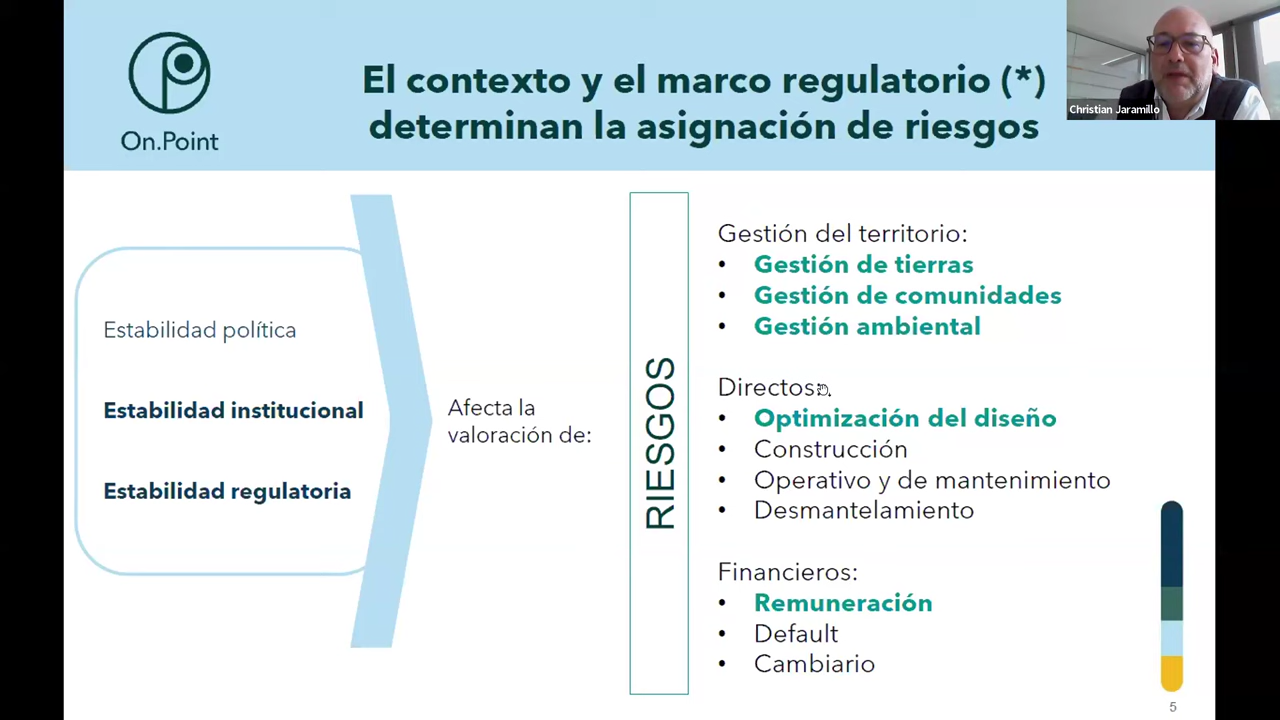 On.Point
El contexto y el marco regulatorio (*)
determinan la asignación de riesgos
Christian Jaramillo
Estabilidad política
Estabilidad institucional
Estabilidad regulatoria
Afecta la
valoración de:
RIESGOS
Gestión del territorio:
• Gestión de tierras
• Gestión de comunidades
• Gestión ambiental
Directos:
• Optimización del diseño
• Construcción
• Operativo y de mantenimiento
• Desmantelamiento
Financieros:
• Remuneración
• Default
• Cambiario
5